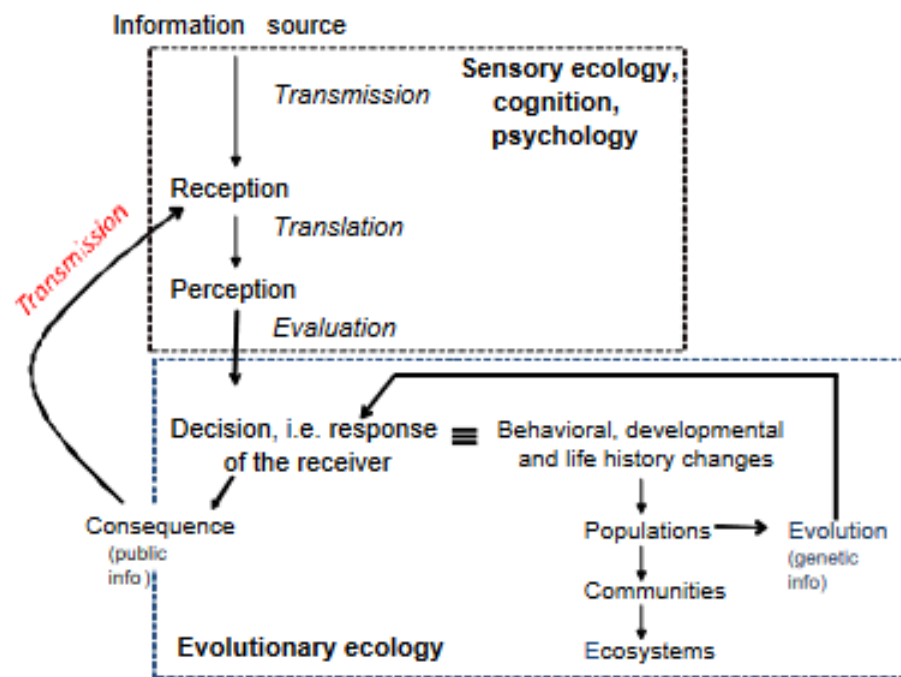 Information source
Sensory ecology,
cognition,
psychology
Transmission
Reception
Transmission
Translation
Perception
Evaluation
Decision, i.e. response
of the receiver
≡
Behavioral, developmental
and life history changes
Consequence
(public
info)
Populations
Evolution
(genetic
info)
Communities
Evolutionary ecology
Ecosystems